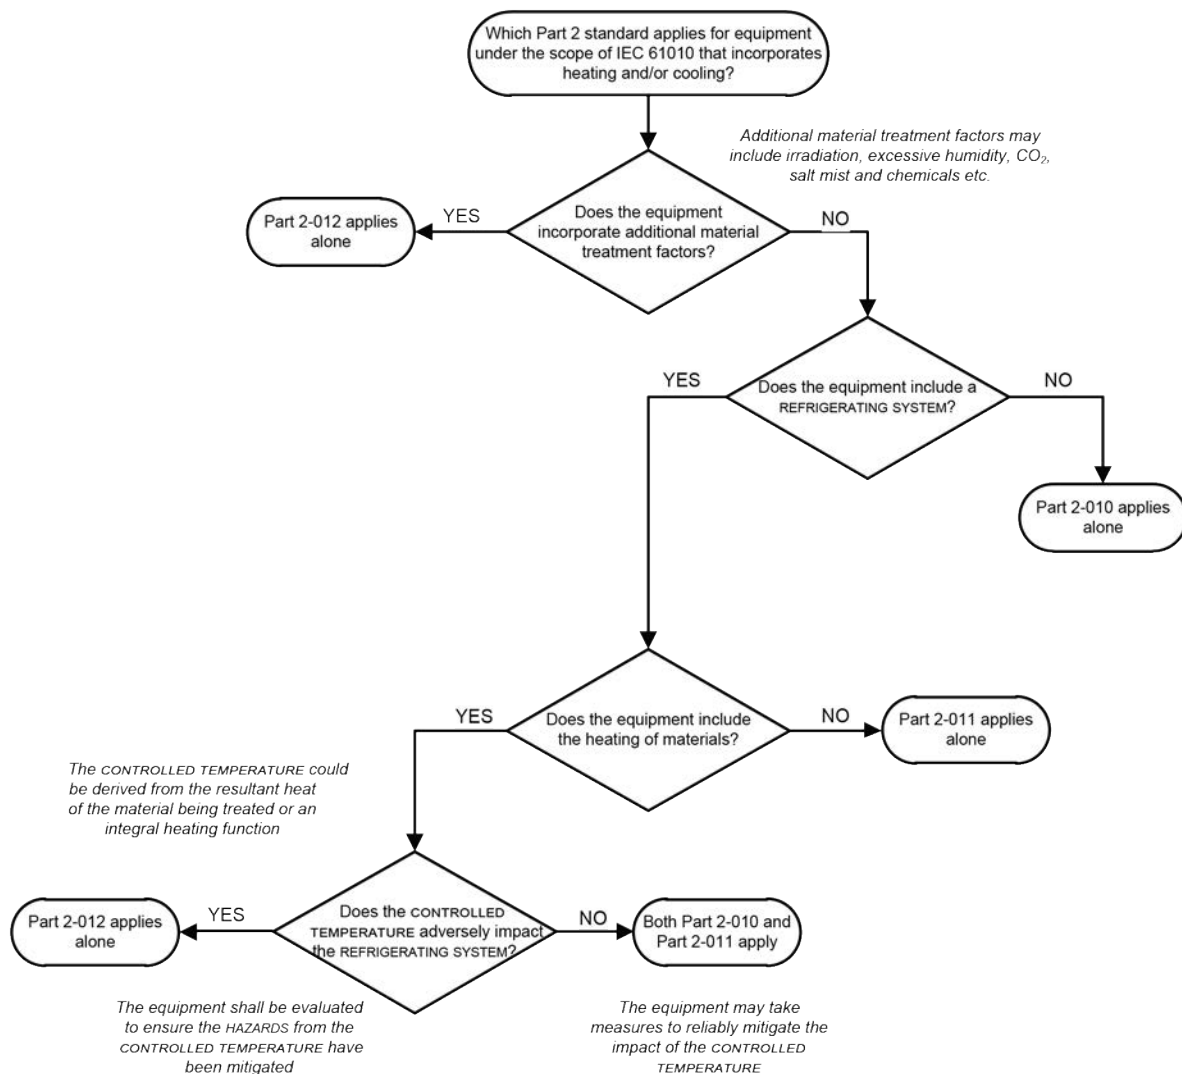 Which Part 2 standard applies for equipment
under the scope of IEC 61010 that incorporates
heating and/or cooling?
Additional material treatment factors may
include irradiation, excessive humidity, CO₂,
salt mist and chemicals etc.
Does the equipment
incorporate additional material
treatment factors?
YES
NO
Part 2-012 applies
alone
Does the equipment include a
REFRIGERATING SYSTEM?
YES
NO
Part 2-010 applies
alone
Does the equipment include
the heating of materials?
YES
NO
Part 2-011 applies
alone
The CONTROLLED TEMPERATURE could
be derived from the resultant heat
of the material being treated or an
integral heating function
Does the CONTROLLED
TEMPERATURE adversely impact
the REFRIGERATING SYSTEM?
YES
NO
Part 2-012 applies
alone
Both Part 2-010 and
Part 2-011 apply
The equipment shall be evaluated
to ensure the HAZARDS from the
CONTROLLED TEMPERATURE have
been mitigated
The equipment may take
measures to reliably mitigate the
impact of the CONTROLLED
TEMPERATURE